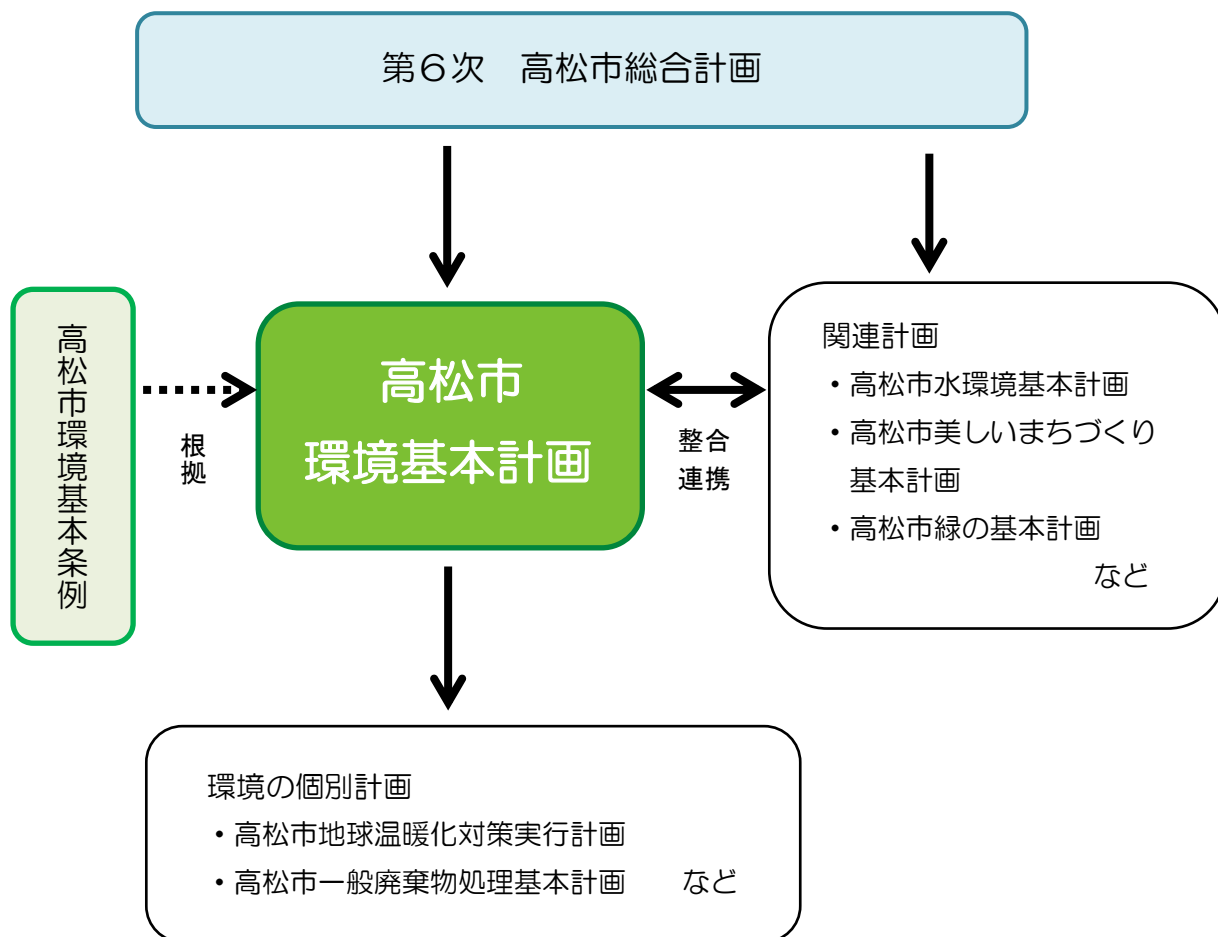 第６次　高松市総合計画
高松市環境基本条例
根拠
高松市
環境基本計画
整合
連携
関連計画
・高松市水環境基本計画
・高松市美しいまちづくり
基本計画
・高松市緑の基本計画
など
環境の個別計画
・高松市地球温暖化対策実行計画
・高松市一般廃棄物処理基本計画　　など